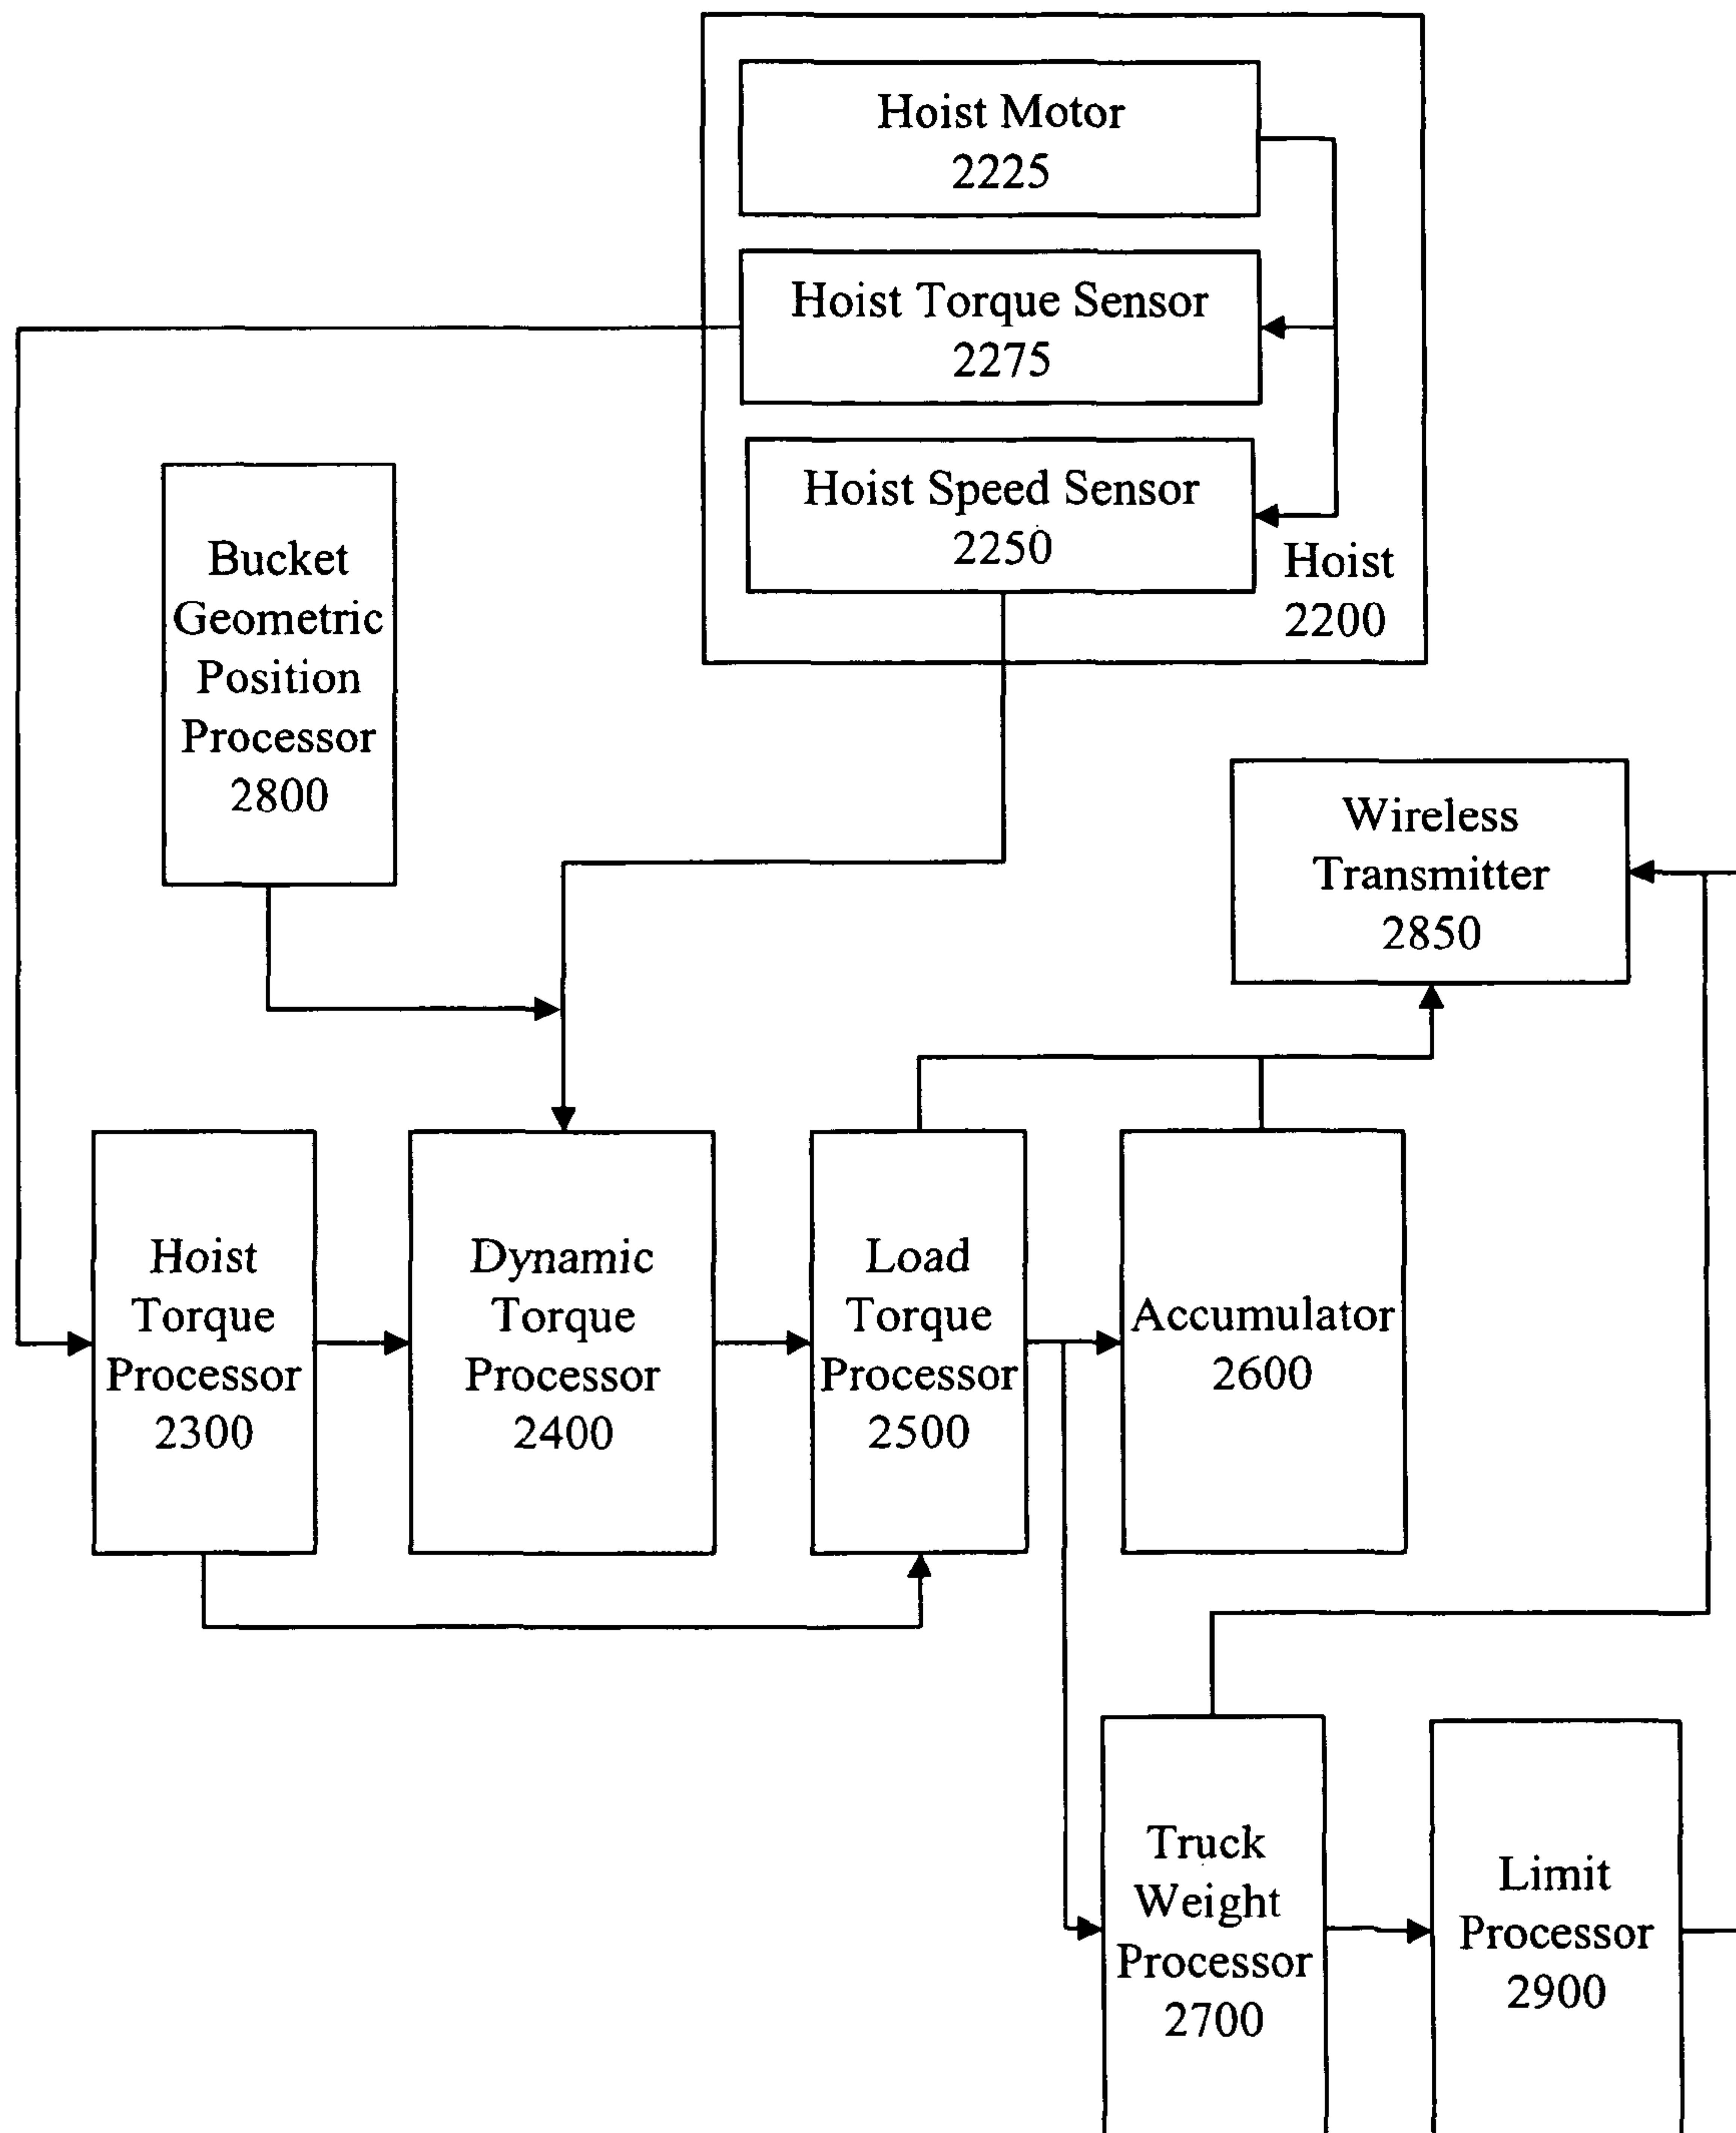 Hoist Motor
2225
Hoist Torque Sensor
2275
Hoist Speed Sensor
2250
Hoist
2200
Bucket
Geometric
Position
Processor
2800
Wireless
Transmitter
2850
Hoist
Torque
Processor
2300
Dynamic
Torque
Processor
2400
Load
Torque
Processor
2500
Accumulator
2600
Truck
Weight
Processor
2700
Limit
Processor
2900